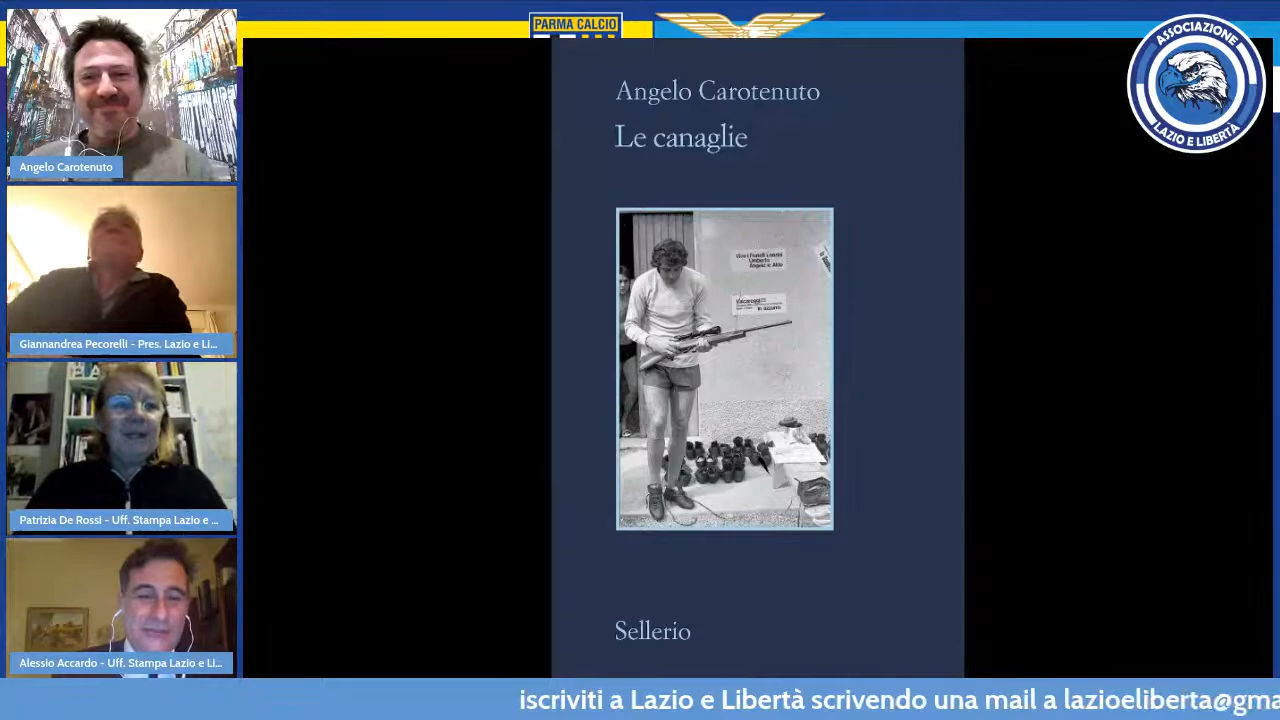 PARMA CALCIO
ASSOCIAZIONE
LAZIO E LIBERTÀ
Angelo Carotenuto
Giannandrea Pecorelli - Pres. Lazio e Li...
Patrizia De Rossi - Uff. Stampa Lazio e ...
Alessio Accardo - Uff. Stampa Lazio e Li...
Angelo Carotenuto
Le canaglie
Sellerio
iscriviti a Lazio e Libertà scrivendo una mail a lazioeliberta@gma